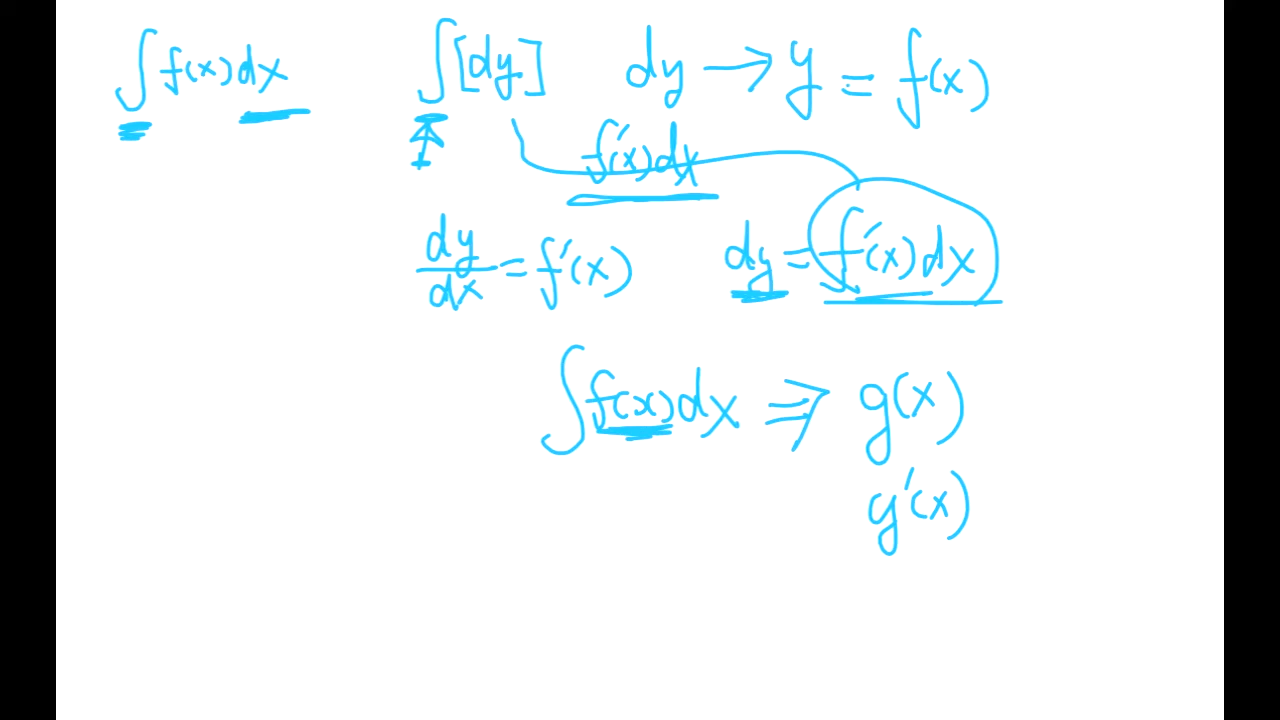 ∫ f(x) dx ∫ [dy] dy → y = f(x)
f'(x) dx
dy/dx = f'(x) dy = f'(x) dx
∫ f(x) dx ⇒ g(x)
g'(x)